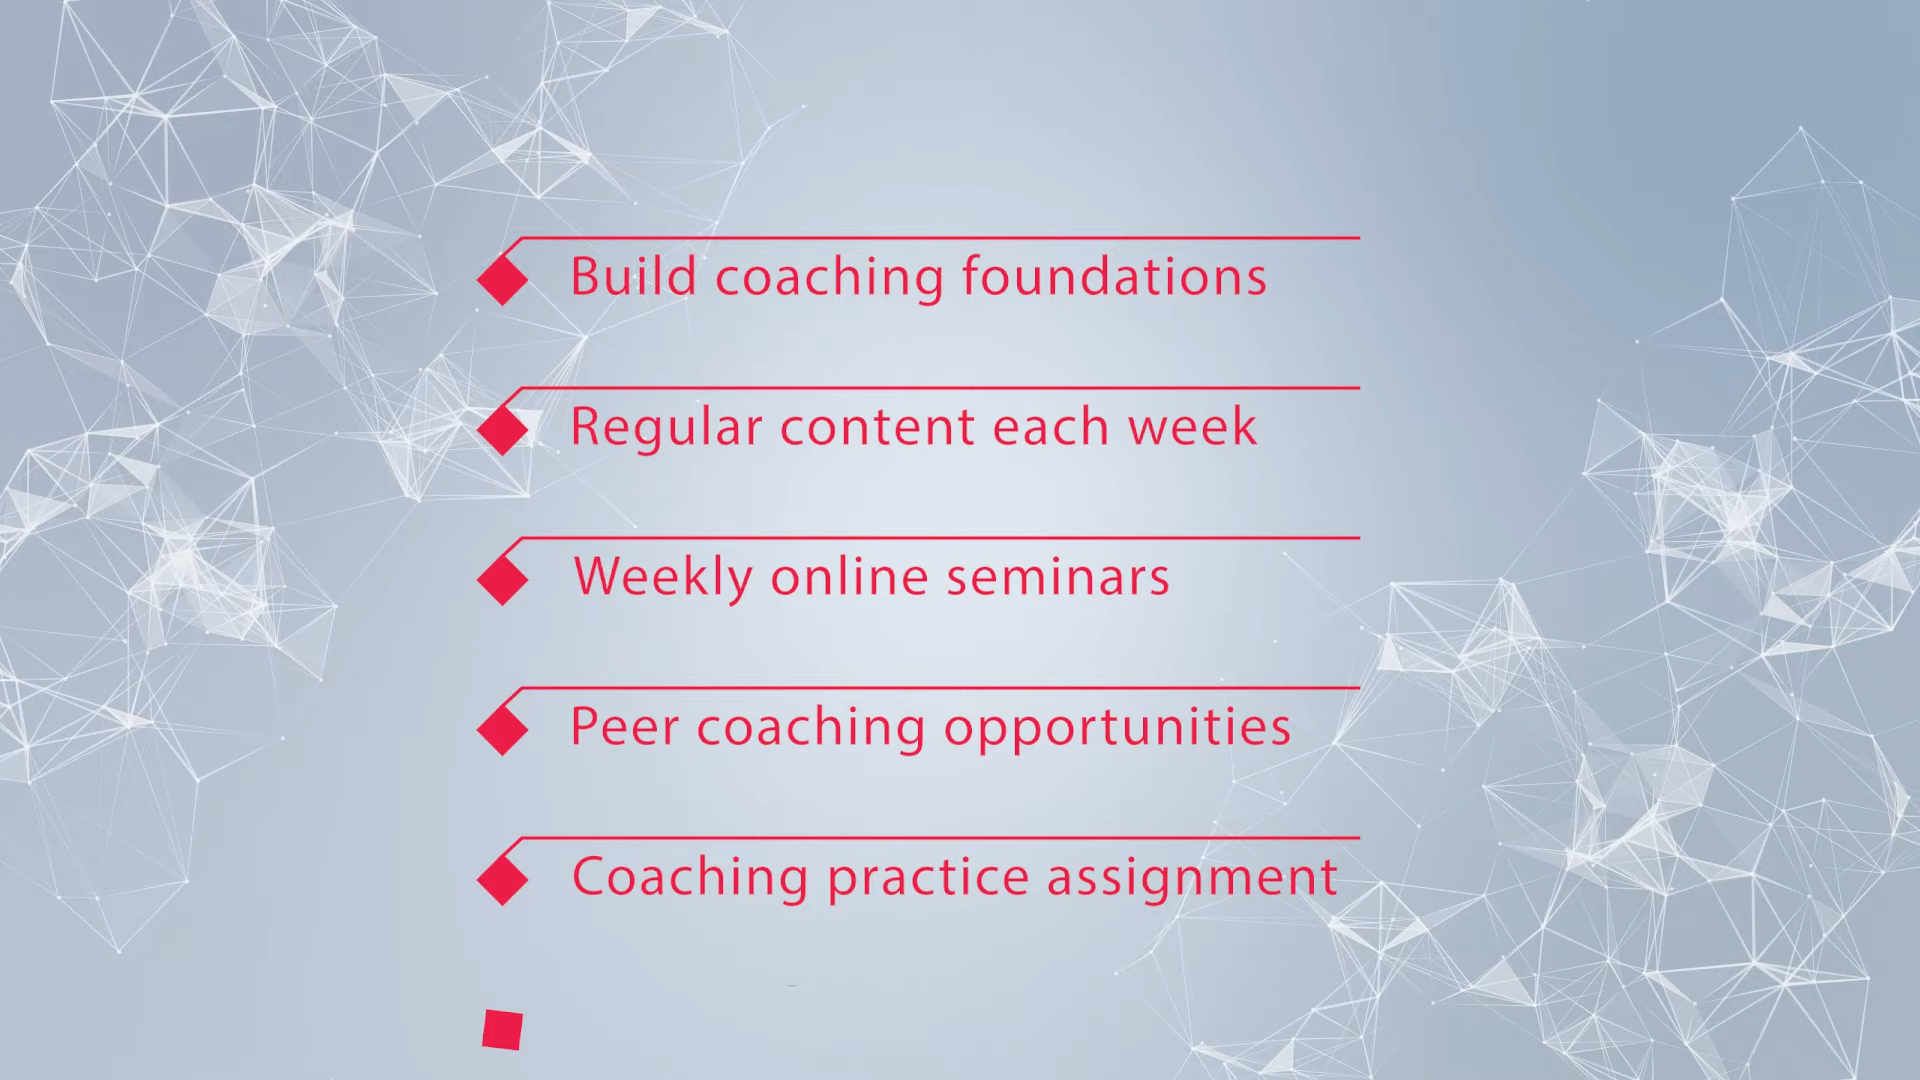 Build coaching foundations
Regular content each week
Weekly online seminars
Peer coaching opportunities
Coaching practice assignment